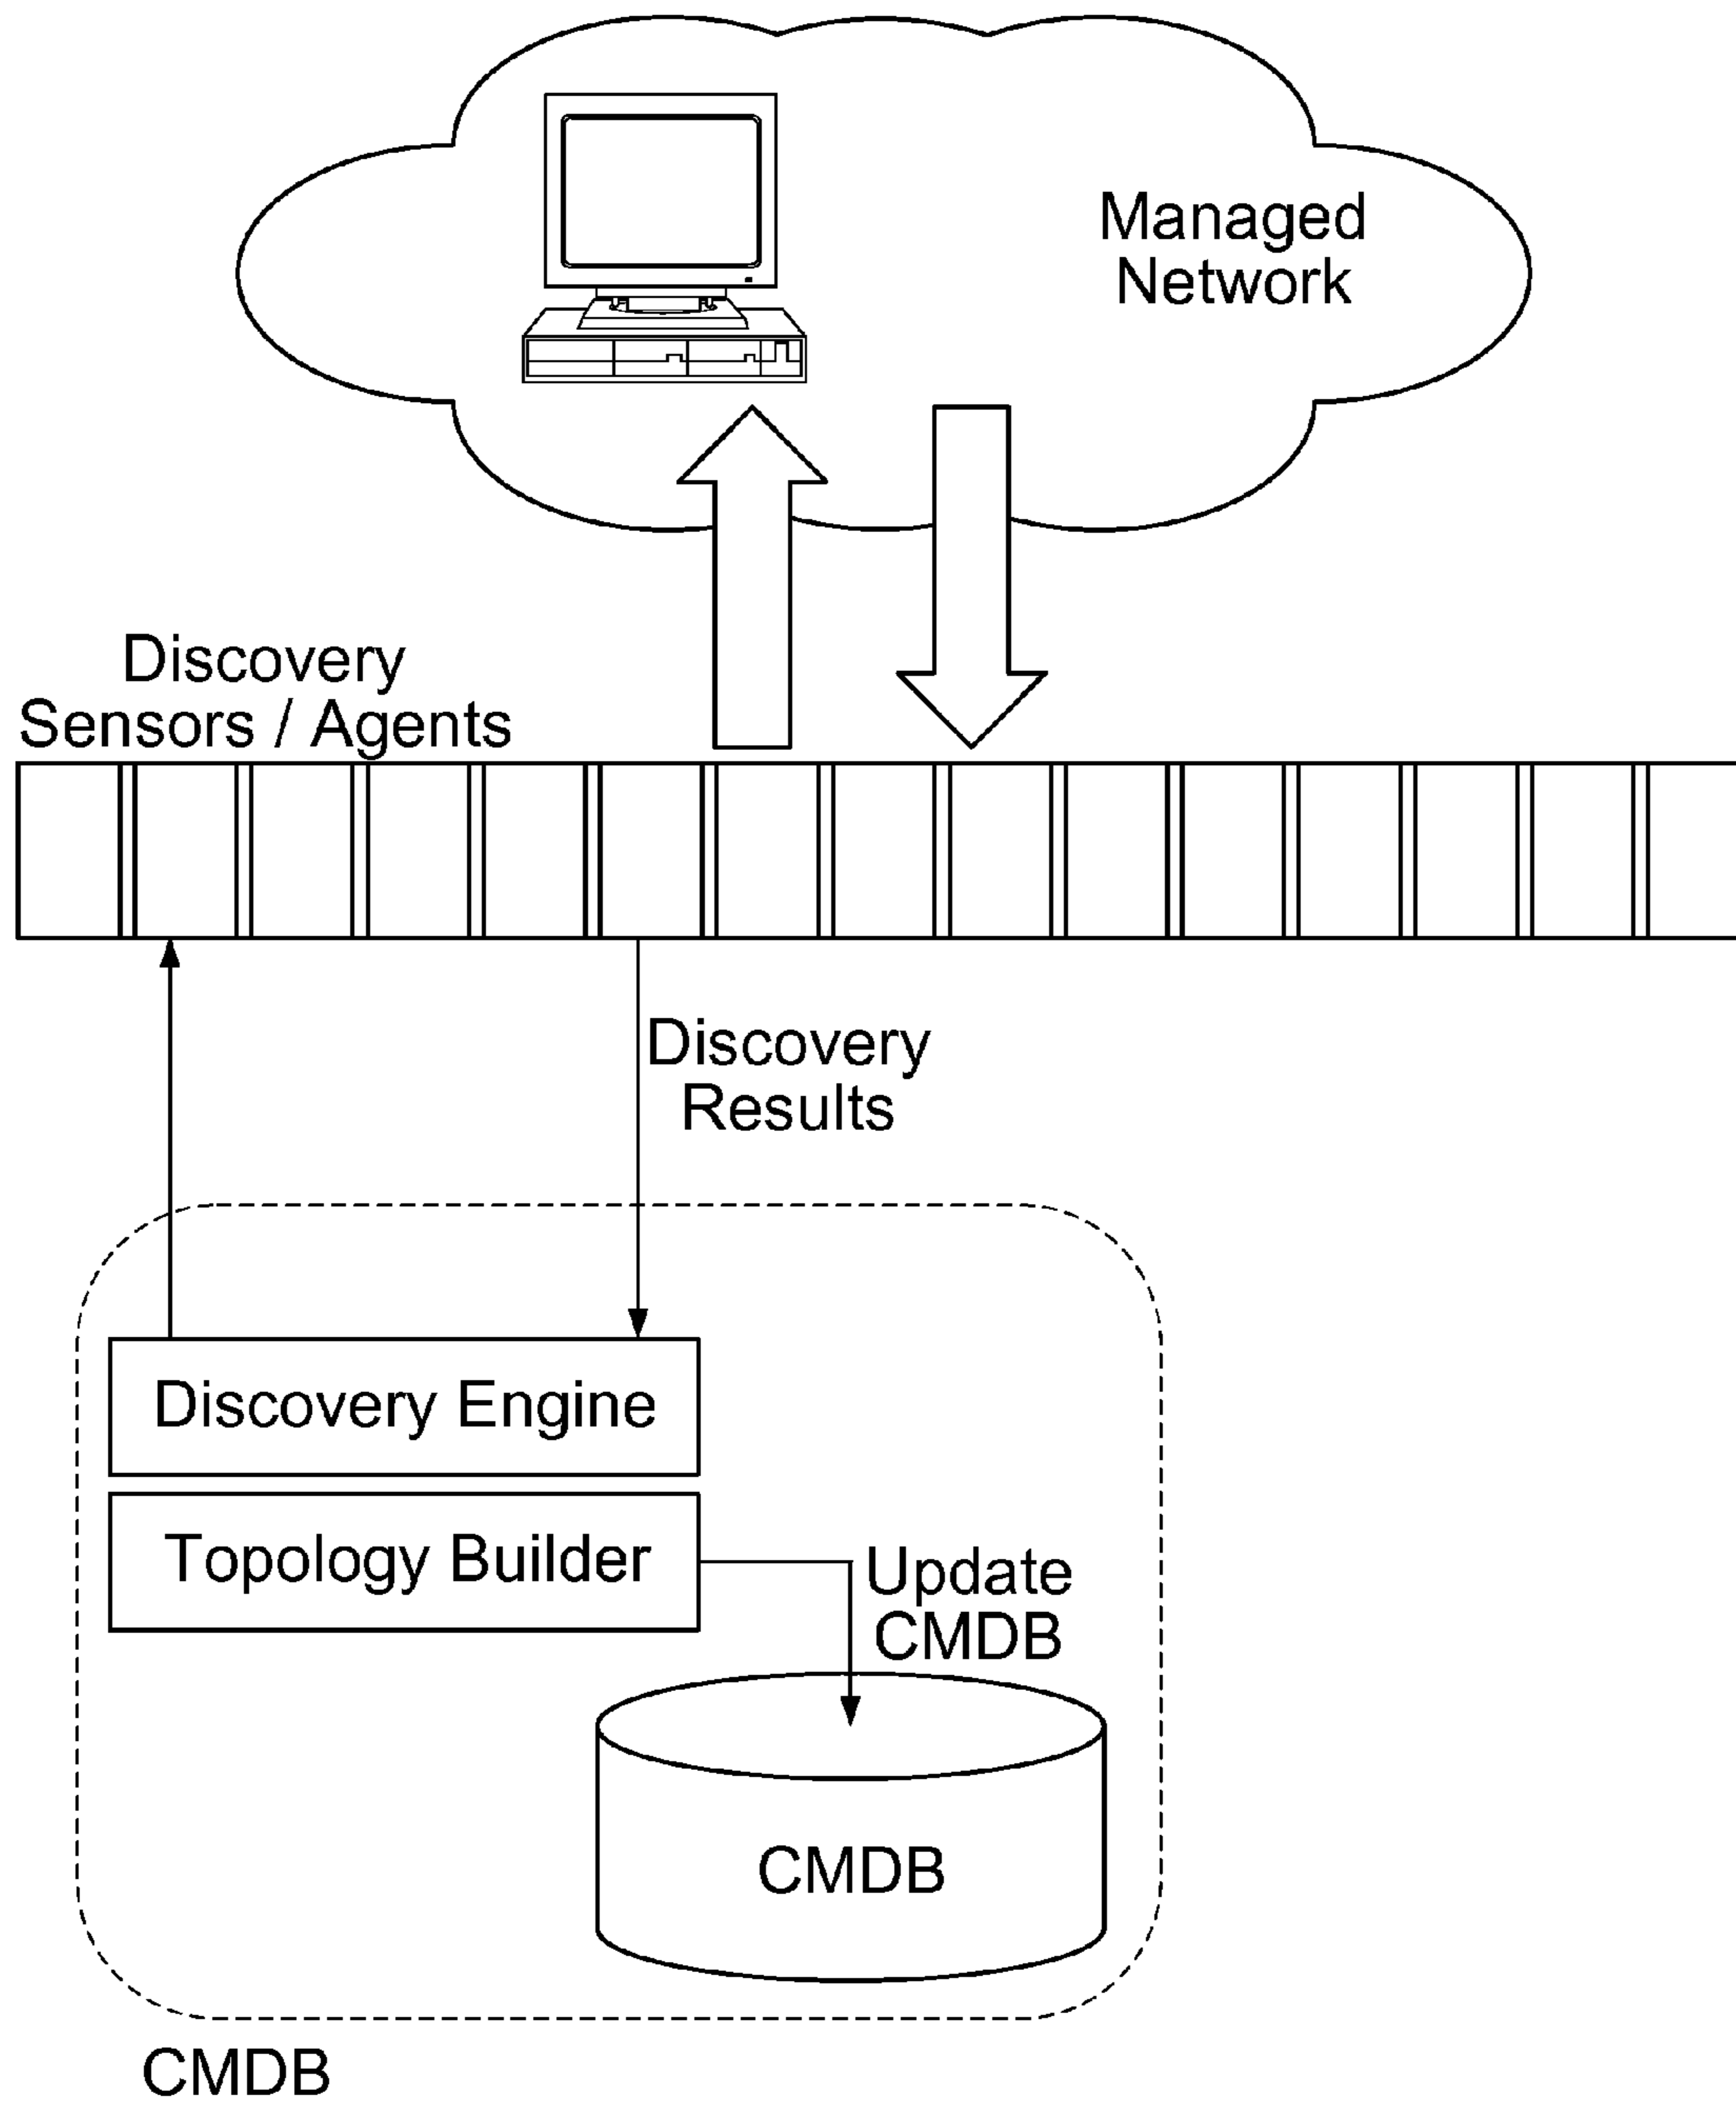 Managed
Network
Discovery
Sensors / Agents
Discovery
Results
Discovery Engine
Topology Builder
Update
CMDB
CMDB
CMDB